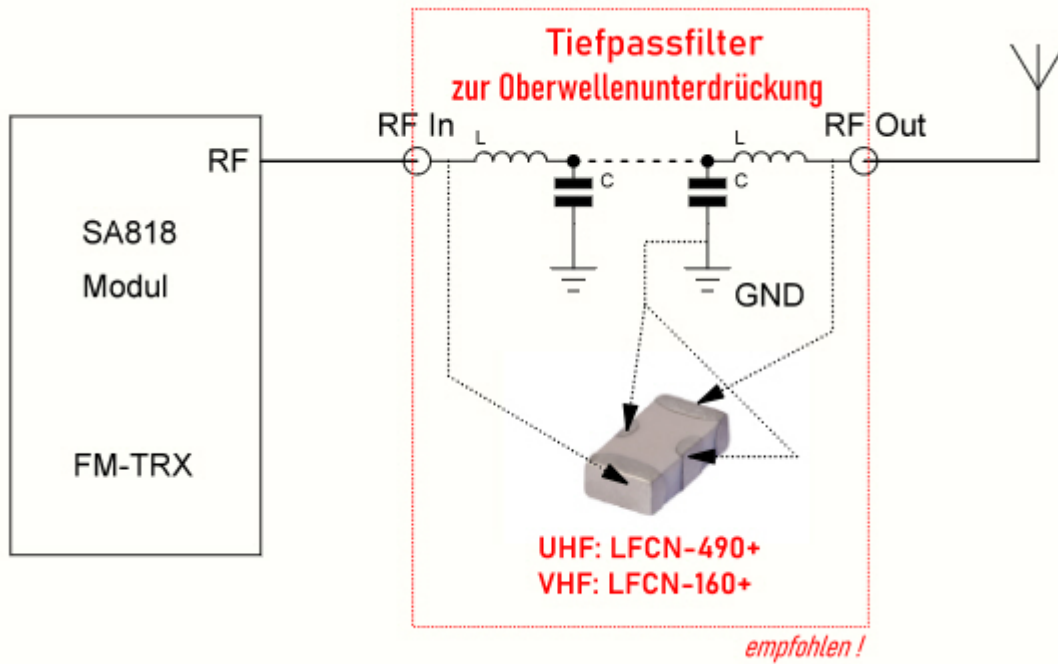 Tiefpassfilter
zur Oberwellenunterdrückung
RF In
L
L
RF Out
RF
C
C
SA818
Modul
GND
FM-TRX
UHF: LFCN-490+
VHF: LFCN-160+
empfohlen !